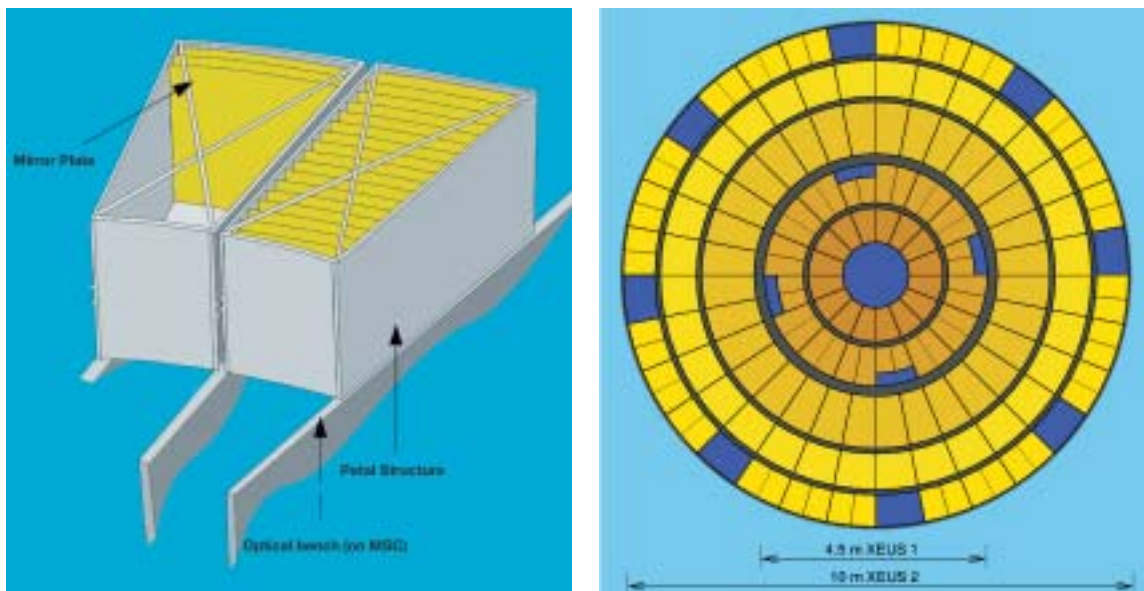 Mirror Plate
Petal Structure
Optical bench (on MSC)
4.5 m XEUS 1
10 m XEUS 2